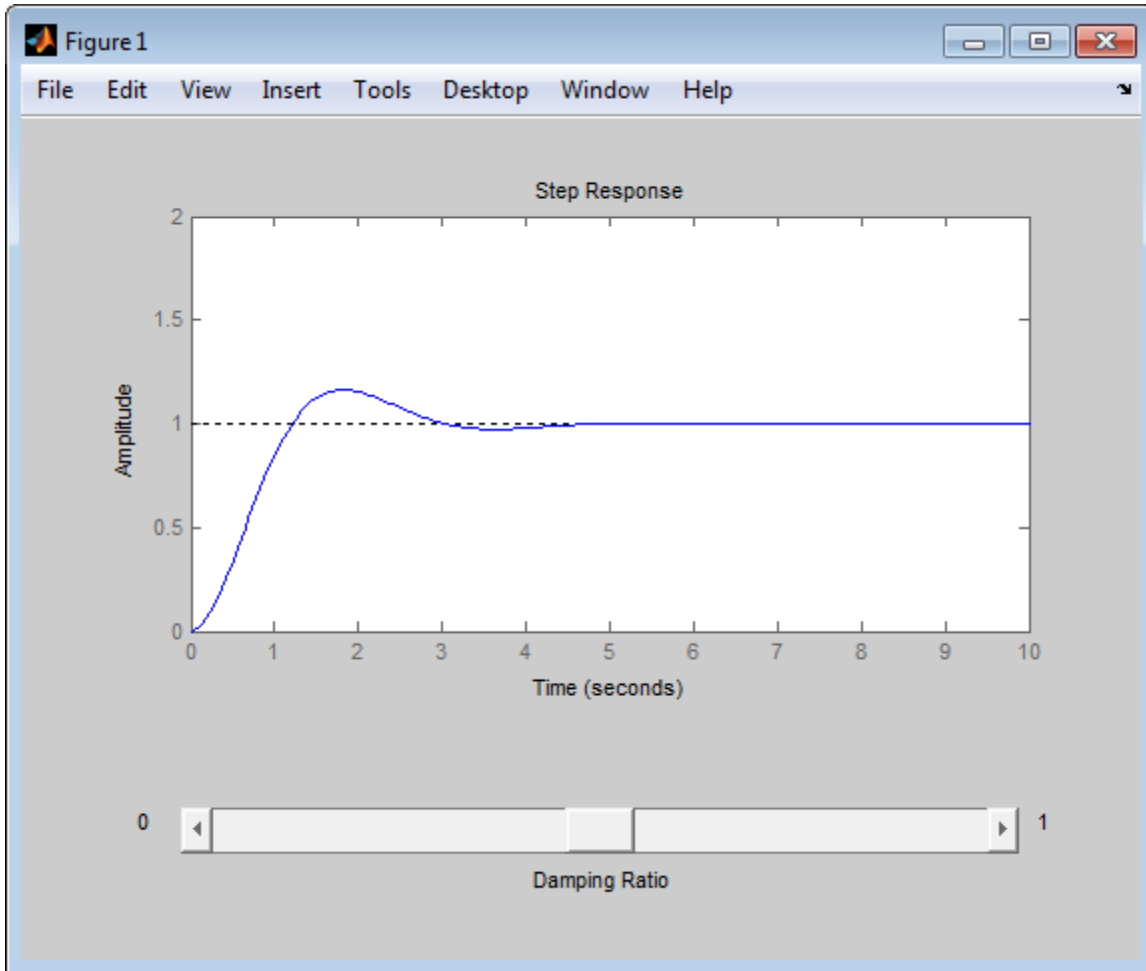 Figure 1
File Edit View Insert Tools Desktop Window Help
Step Response
2
1.5
1
0.5
0
Amplitude
0 1 2 3 4 5 6 7 8 9 10
Time (seconds)
0 1
Damping Ratio